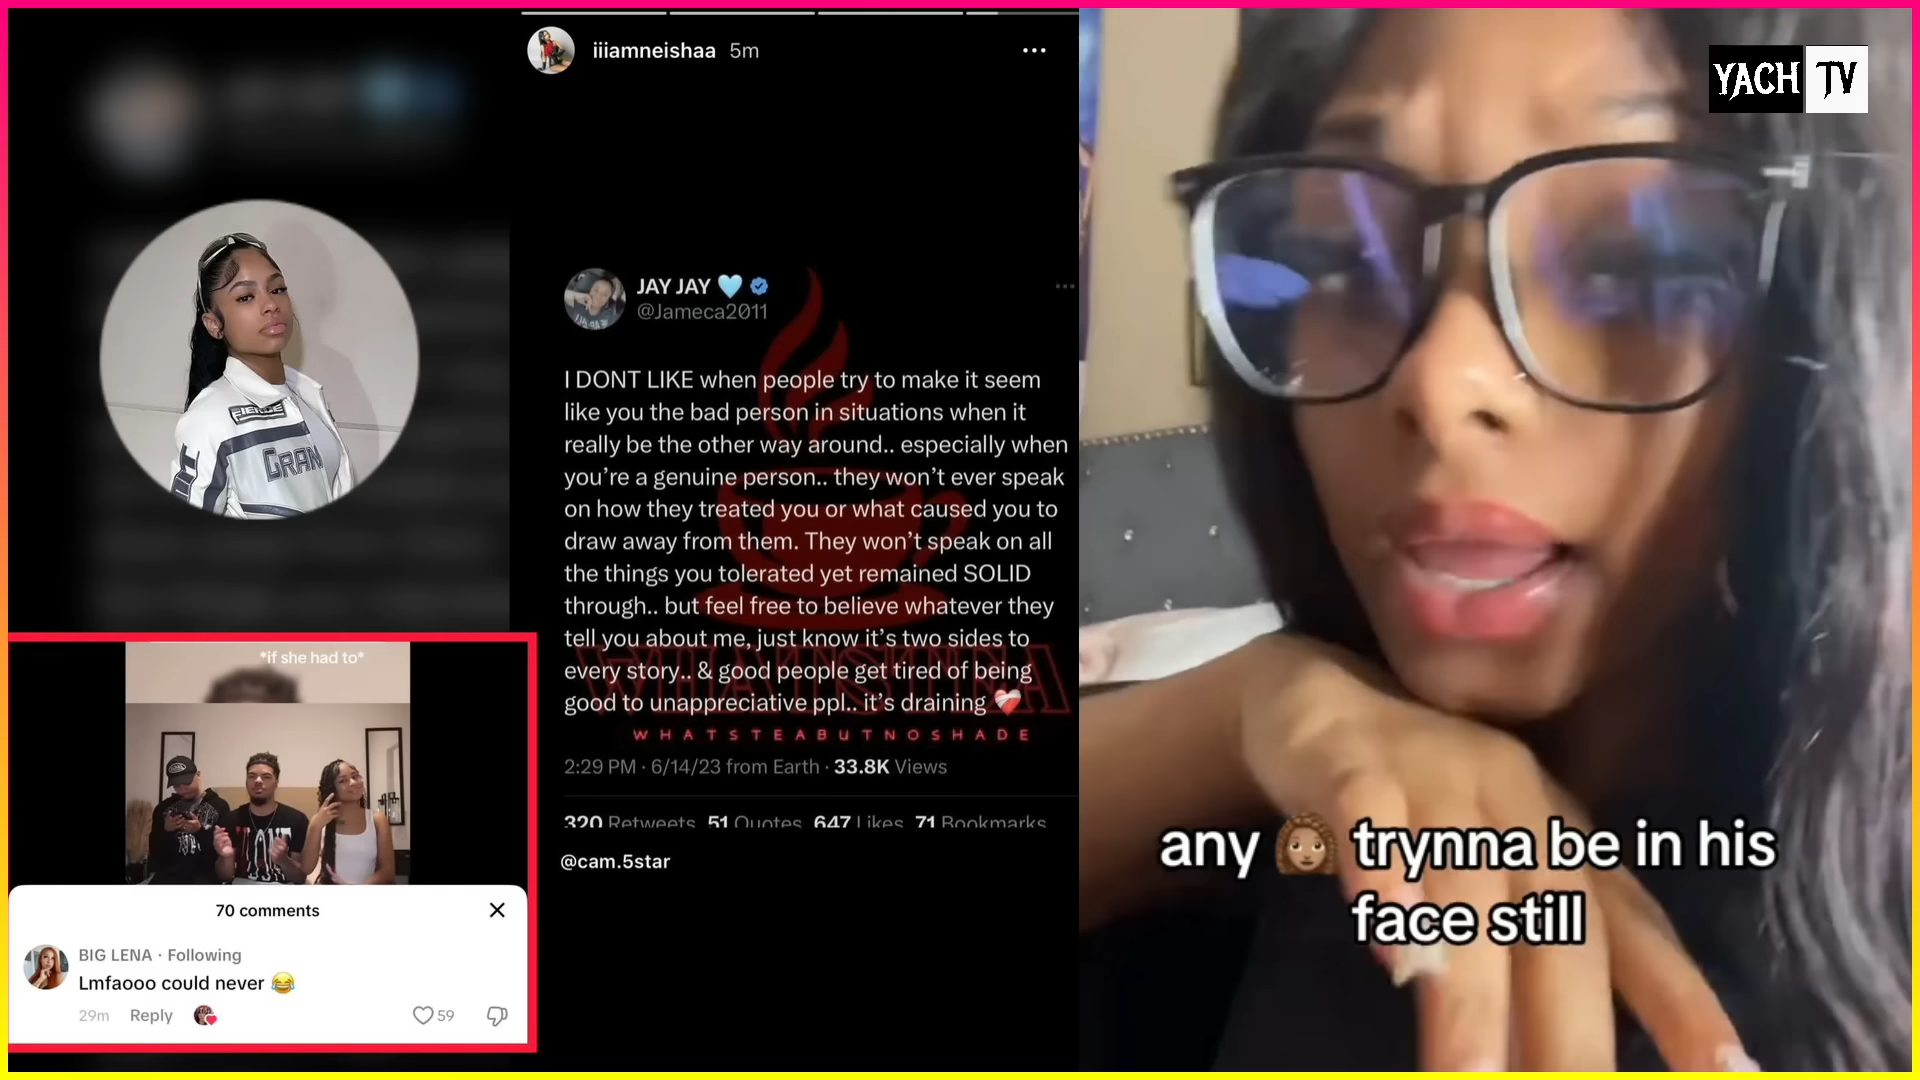 iiiamneishaa 5m
YACH TV
JAY JAY 🩵
@Jameca2011
I DONT LIKE when people try to make it seem
like you the bad person in situations when it
really be the other way around.. especially when
you’re a genuine person.. they won’t ever speak
on how they treated you or what caused you to
draw away from them. They won’t speak on all
the things you tolerated yet remained SOLID
through.. but feel free to believe whatever they
tell you about me, just know it’s two sides to
every story.. & good people get tired of being
good to unappreciative ppl.. it’s draining ❤️‍🩹
WHATSTEABUTNOSHADE
2:29 PM · 6/14/23 from Earth · 33.8K Views
320 Retweets 51 Quotes 647 Likes 71 Bookmarks
@cam.5star
FIERCE
GRAN
*if she had to*
70 comments
BIG LENA · Following
Lmfaooo could never 😂
29m Reply 59
any 👩🏽‍🦱 trynna be in his
face still